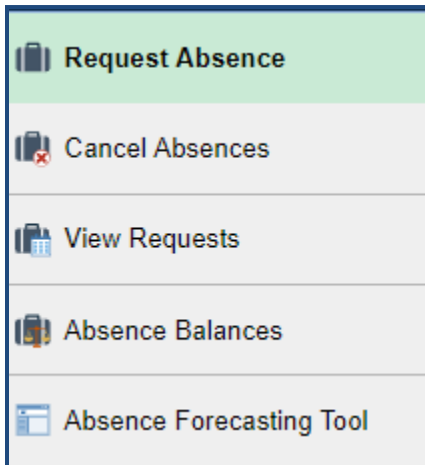 Request Absence
Cancel Absences
View Requests
Absence Balances
Absence Forecasting Tool